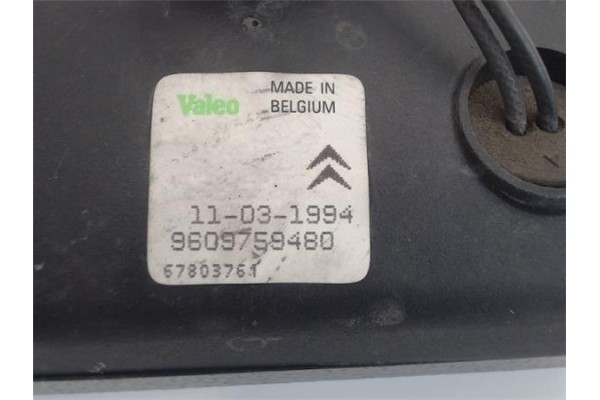 Valeo MADE IN
BELGIUM
11-03-1994
9609759480
67803761